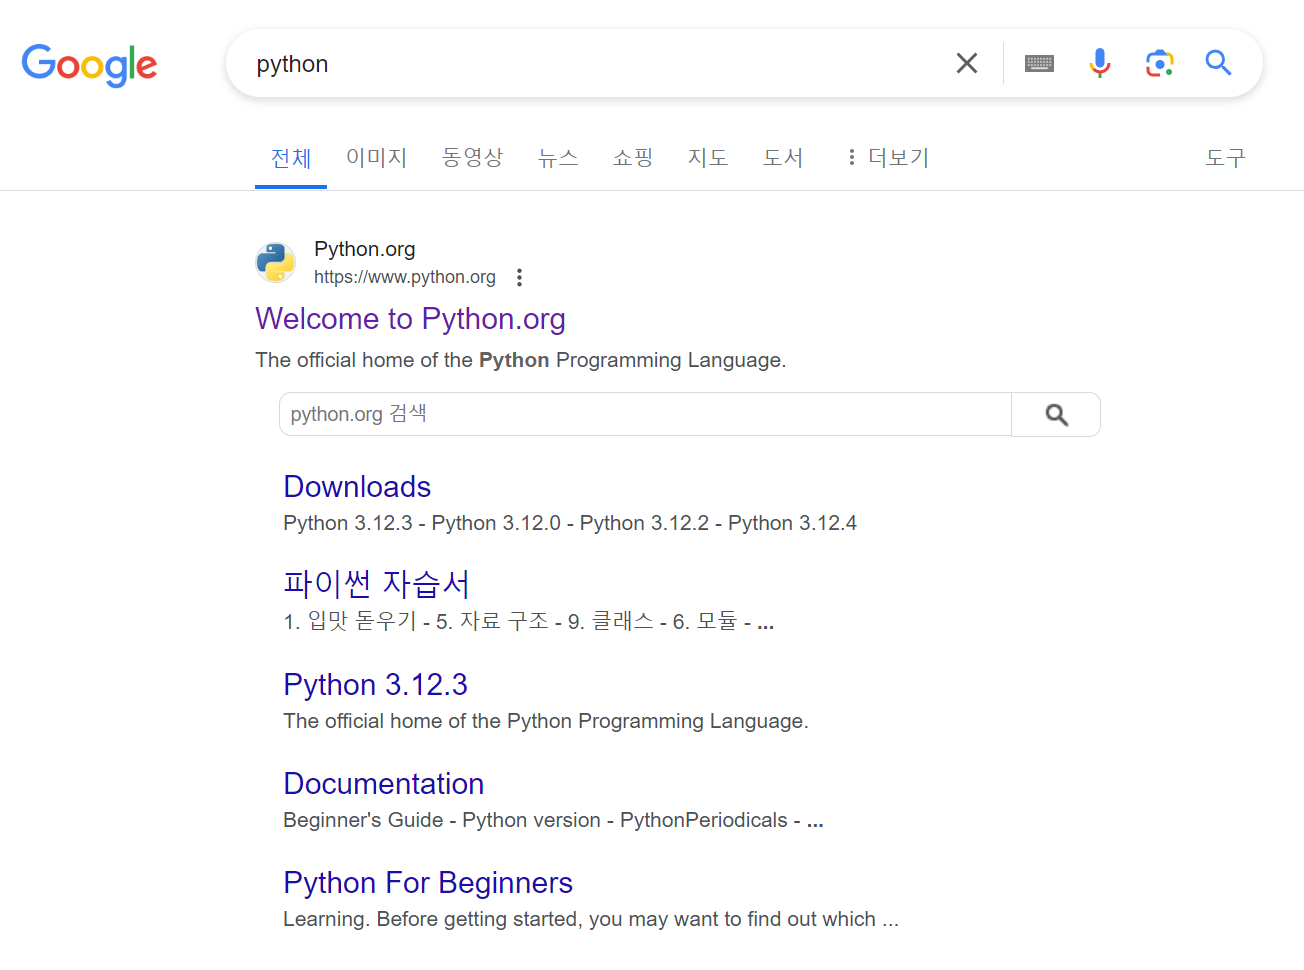 Google
python
전체 이미지 동영상 뉴스 쇼핑 지도 도서 더보기 도구
Python.org
https://www.python.org
Welcome to Python.org
The official home of the Python Programming Language.
python.org 검색
Downloads
Python 3.12.3 - Python 3.12.0 - Python 3.12.2 - Python 3.12.4
파이썬 자습서
1. 입맛 돋우기 - 5. 자료 구조 - 9. 클래스 - 6. 모듈 - ...
Python 3.12.3
The official home of the Python Programming Language.
Documentation
Beginner's Guide - Python version - PythonPeriodicals - ...
Python For Beginners
Learning. Before getting started, you may want to find out which ...